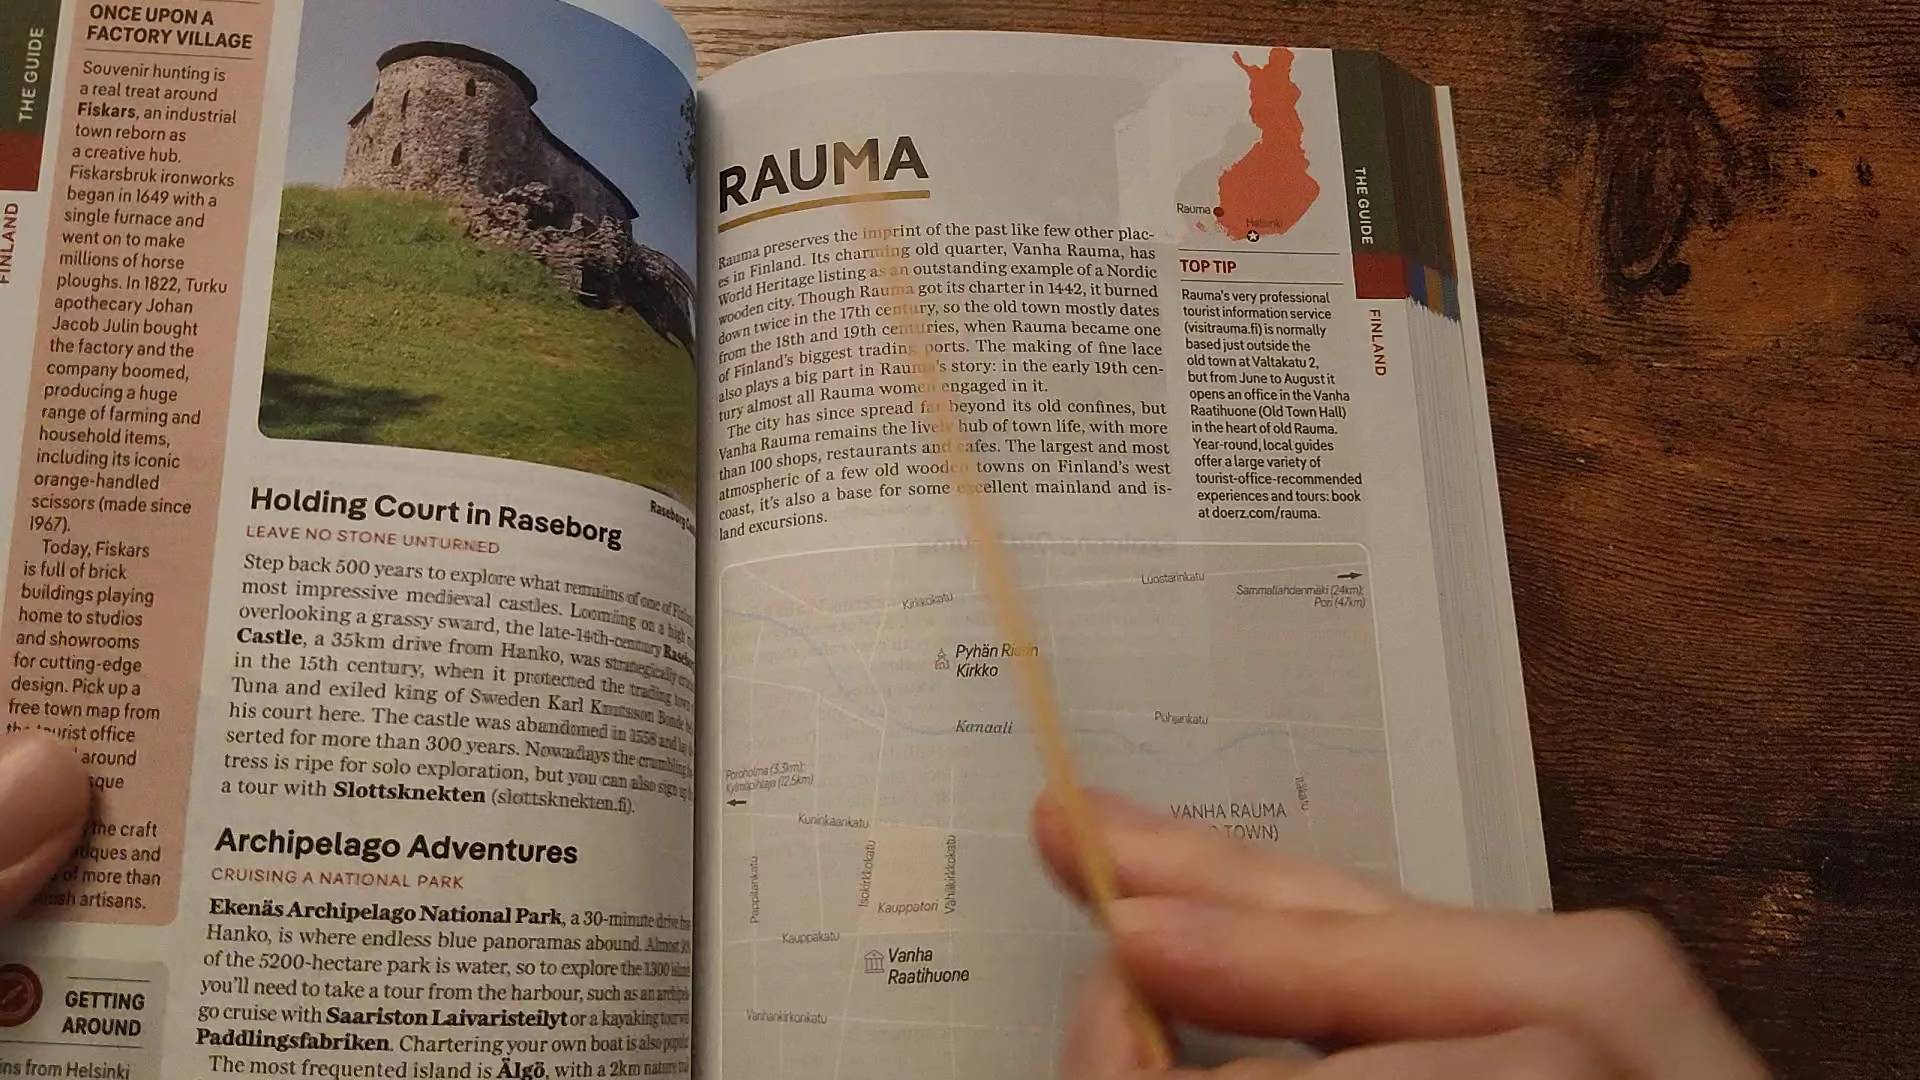 THE GUIDE
FINLAND
ONCE UPON A
FACTORY VILLAGE
Souvenir hunting is
a real treat around
Fiskars, an industrial
town reborn as
a creative hub.
Fiskarsbruk ironworks
began in 1649 with a
single furnace and
went on to make
millions of horse
ploughs. In 1822, Turku
apothecary Johan
Jacob Julin bought
the factory and the
company boomed,
producing a huge
range of farming and
household items,
including its iconic
orange-handled
scissors (made since
1967).
Today, Fiskars
is full of brick
buildings playing
home to studios
and showrooms
for cutting-edge
design. Pick up a
free town map from
the tourist office
around
the craft
and
of more than
artisans.
GETTING
AROUND
from Helsinki
Holding Court in Raseborg
LEAVE NO STONE UNTURNED
Step back 500 years to explore what remains of one of
most impressive medieval castles. Looming on a high
overlooking a grassy sward, the late-14th-century
Castle, a 35km drive from Hanko, was strategically
in the 15th century, when it protected the trading
Tuna and exiled king of Sweden Karl Knutsson Bonde
his court here. The castle was abandoned in 1558 and
serted for more than 300 years. Nowadays the crumbling
tress is ripe for solo exploration, but you can also sign up
a tour with Slottsknekten (slottsknekten.fi).
Archipelago Adventures
CRUISING A NATIONAL PARK
Ekenäs Archipelago National Park, a 30-minute drive
Hanko, is where endless blue panoramas abound. Almost
of the 5200-hectare park is water, so to explore the 1300
you'll need to take a tour from the harbour, such as an
go cruise with Saariston Laivaristeilyt or a kayaking
Paddlingsfabriken. Chartering your own boat is also
The most frequented island is Älgö, with a 2km nature
Raseborg
RAUMA
Rauma preserves the imprint of the past like few other plac-
es in Finland. Its charming old quarter, Vanha Rauma, has
World Heritage listing as an outstanding example of a Nordic
wooden city. Though Rauma got its charter in 1442, it burned
down twice in the 17th century, so the old town mostly dates
from the 18th and 19th centuries, when Rauma became one
of Finland's biggest trading ports. The making of fine lace
also plays a big part in Rauma's story: in the early 19th cen-
tury almost all Rauma women engaged in it.
The city has since spread far beyond its old confines, but
Vanha Rauma remains the lively hub of town life, with more
than 100 shops, restaurants and cafes. The largest and most
atmospheric of a few old wooden towns on Finland's west
coast, it's also a base for some excellent mainland and is-
land excursions.
Rauma
Helsinki
TOP TIP
Rauma's very professional
tourist information service
(visitrauma.fi) is normally
based just outside the
old town at Valtakatu 2,
but from June to August it
opens an office in the Vanha
Raatihuone (Old Town Hall)
in the heart of old Rauma.
Year-round, local guides
offer a large variety of
tourist-office-recommended
experiences and tours: book
at doerz.com/rauma.
THE GUIDE
FINLAND
Luostarinkatu
Sammallahdenmäki (24km);
Pori (47km)
Kirkkokatu
Pyhän Ristin
Kirkko
Kanaali
Pohjankatu
Poroholma (3.3km);
Kylmäpihlaja (12.5km)
Itäkatu
VANHA RAUMA
TOWN)
Kuninkaankatu
Pappilankatu
Isokirkkokatu
Vähäkirkkokatu
Kauppatori
Kauppakatu
Vanha
Raatihuone
Vanhankirkonkatu